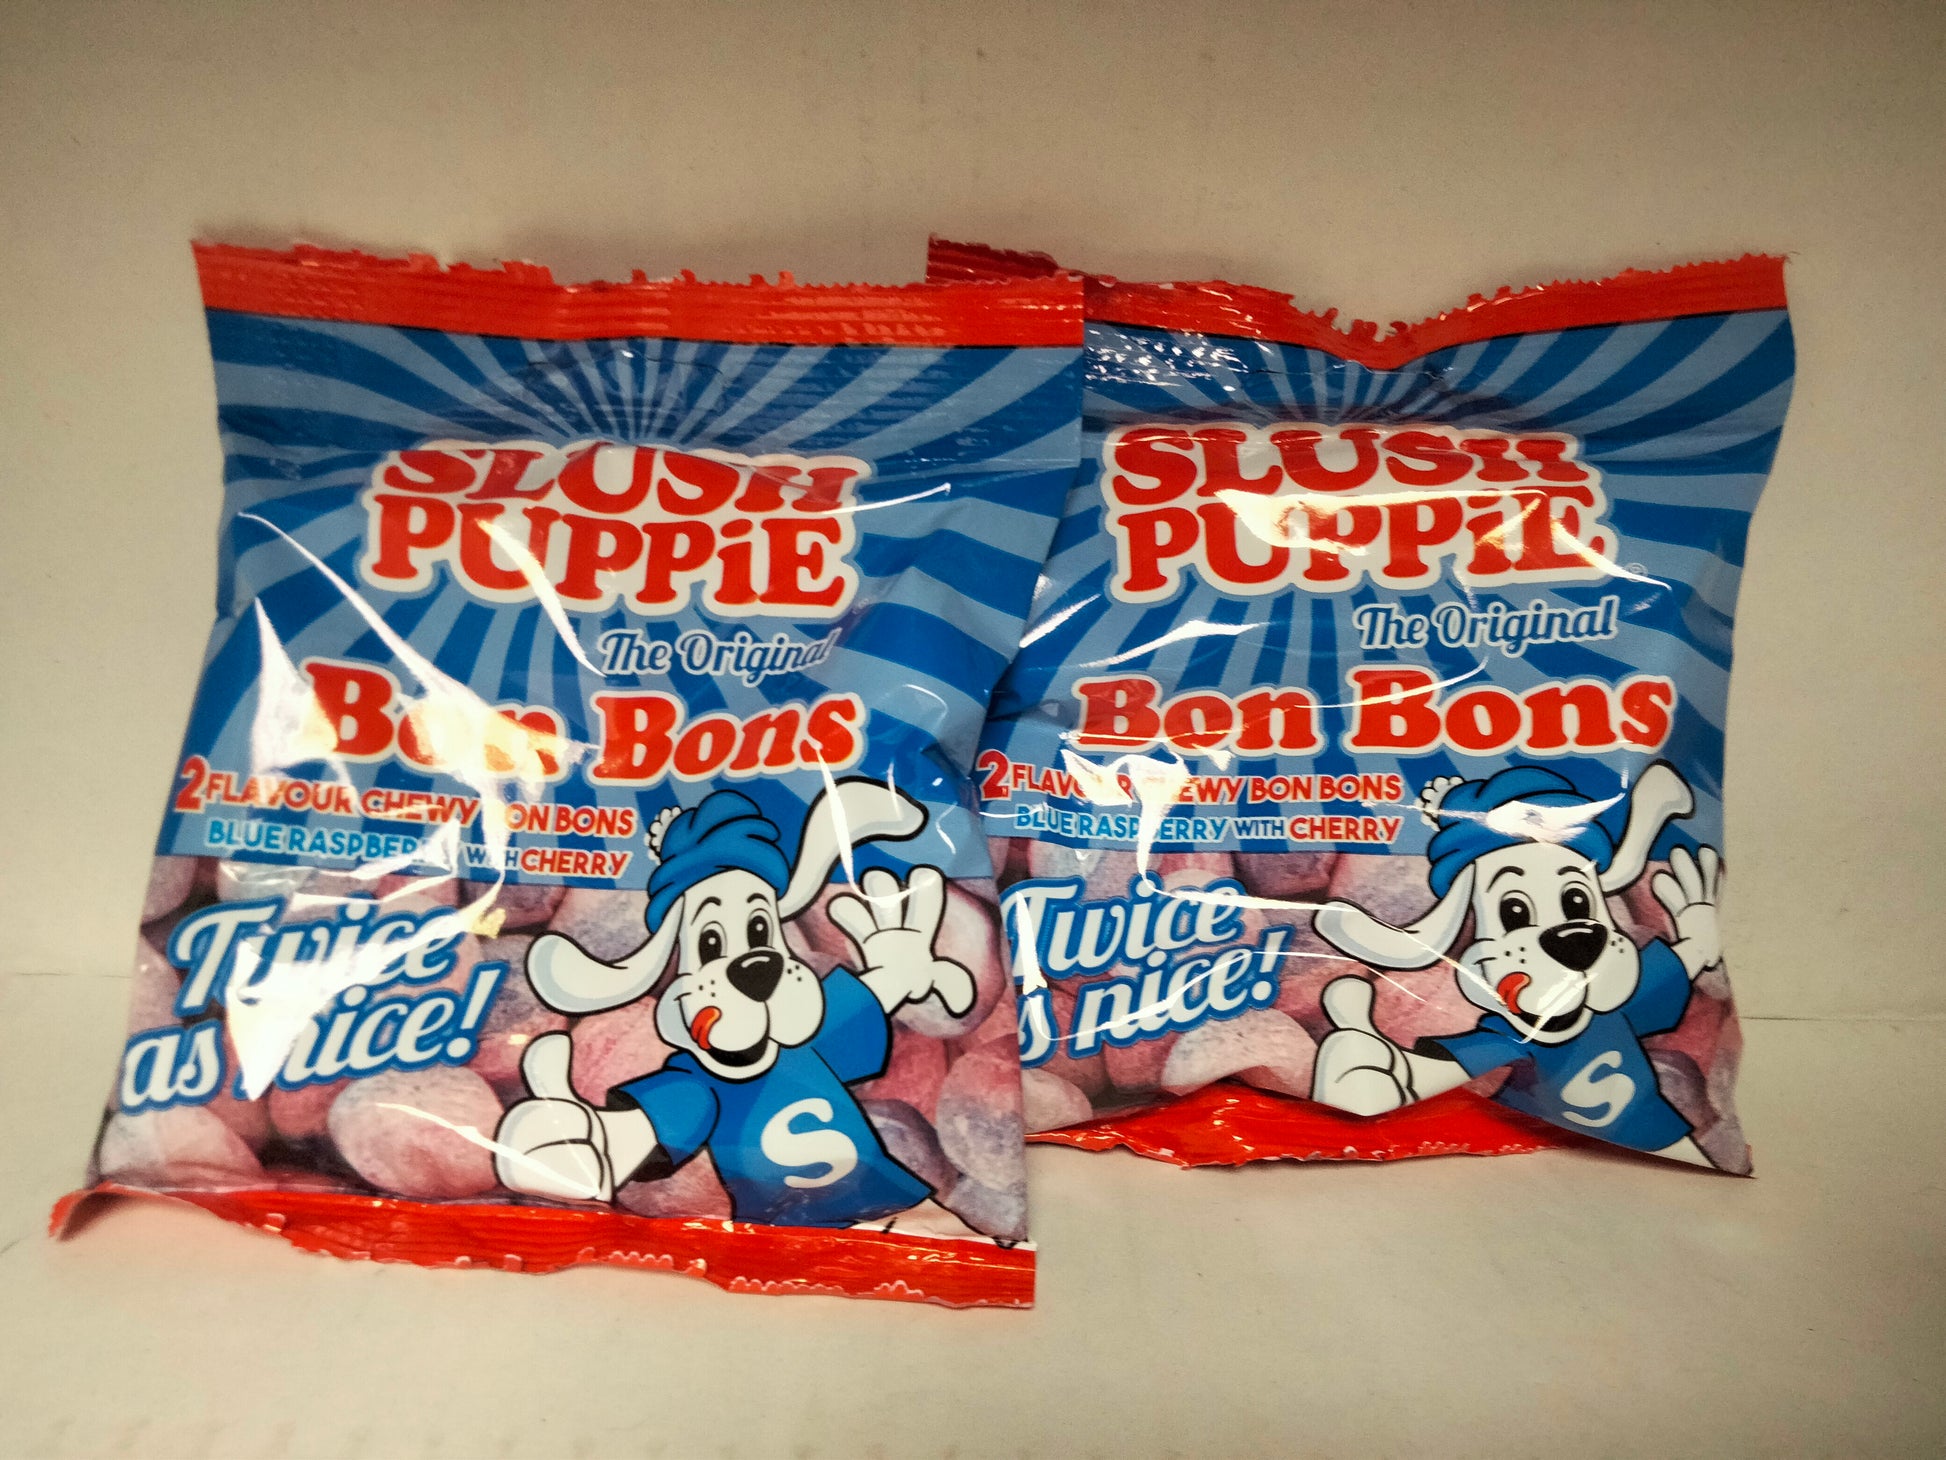 SLUSH
PUPPiE
The Original
Bon Bons
2 FLAVOUR CHEWY BON BONS
BLUE RASPBERRY WITH CHERRY
Twice
as nice!
S
SLUSH
PUPPiE®
The Original
Bon Bons
2 FLAVOUR CHEWY BON BONS
BLUE RASPBERRY WITH CHERRY
Twice
as nice!
S